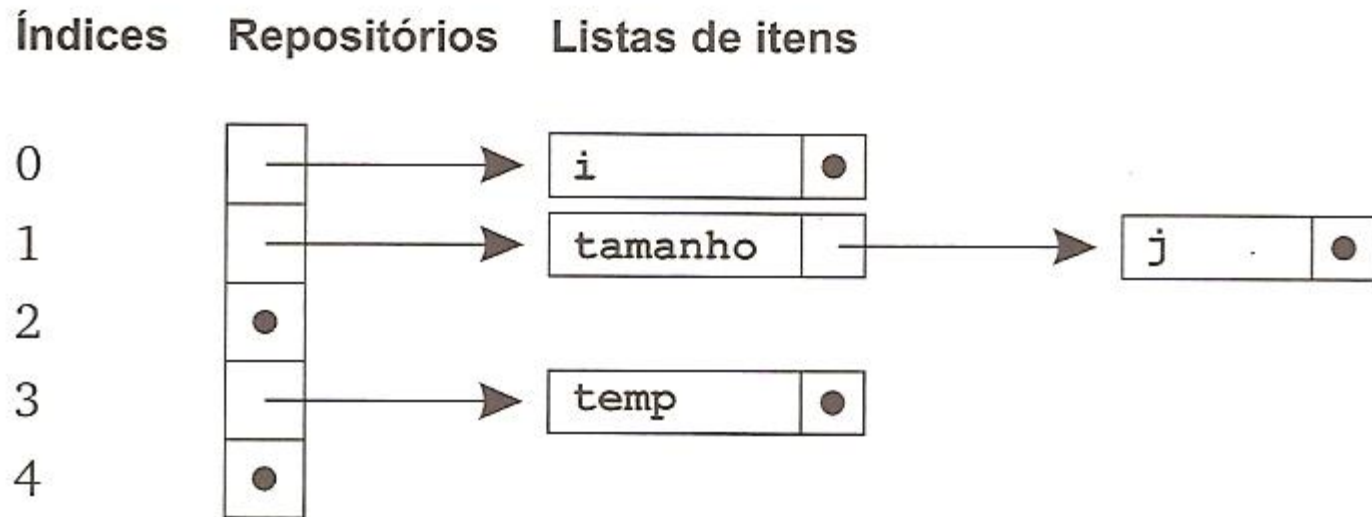 Índices Repositórios Listas de itens
0 i
1 tamanho j
2
3 temp
4